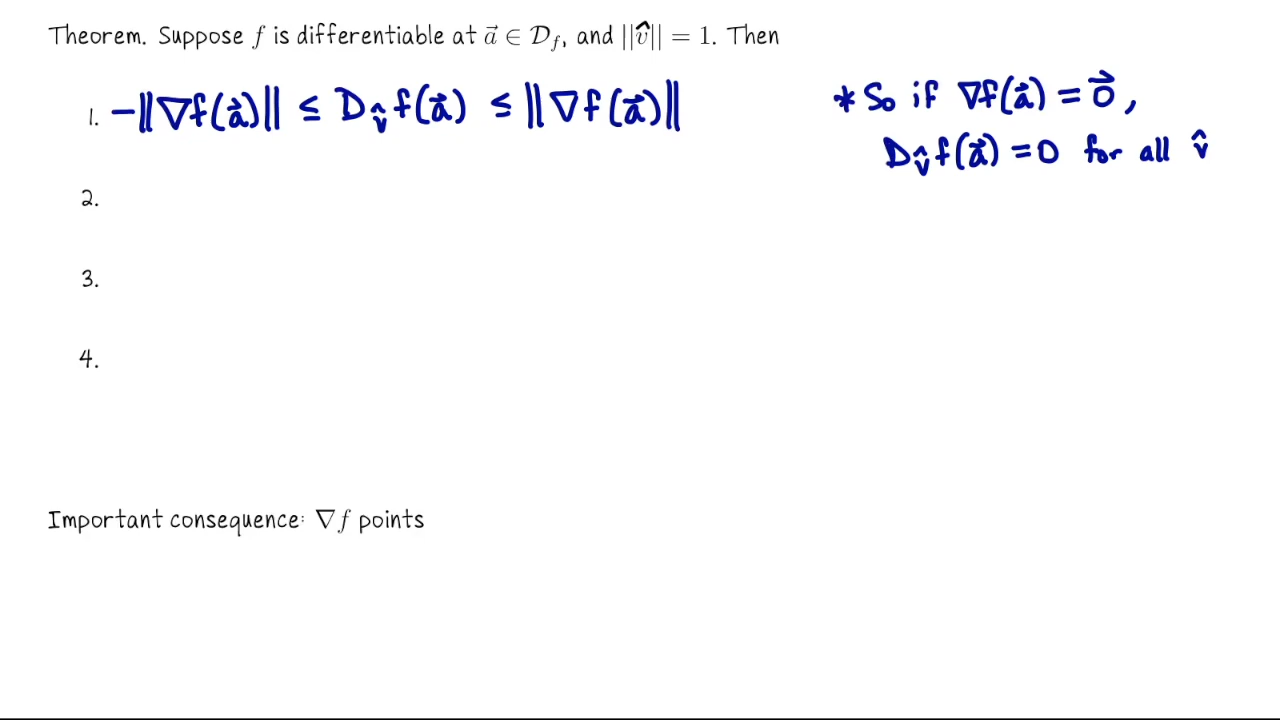 Theorem. Suppose f is differentiable at a⃗ ∈ 𝒟_f, and ||v̂|| = 1. Then
1. -‖∇f(a⃗)‖ ≤ D_v̂ f(a⃗) ≤ ‖∇f(a⃗)‖
* So if ∇f(a⃗) = 0⃗,
D_v̂ f(a⃗) = 0 for all v̂
2.
3.
4.
Important consequence: ∇f points